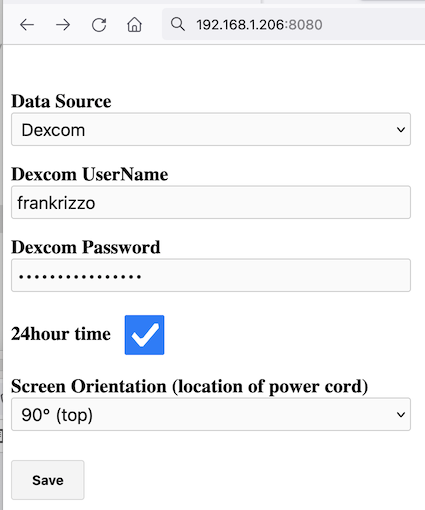 192.168.1.206:8080
Data Source
Dexcom
Dexcom UserName
frankrizzo
Dexcom Password
••••••••••••••••
24hour time
Screen Orientation (location of power cord)
90° (top)
Save